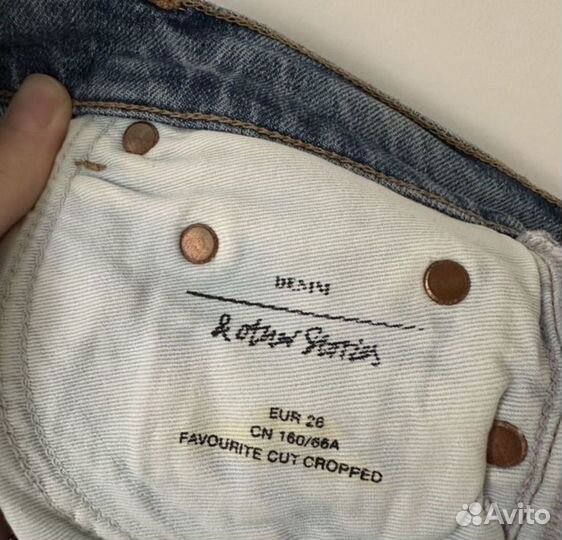 DENIM
& other Stories
EUR 26
CN 160/66A
FAVOURITE CUT CROPPED
Avito